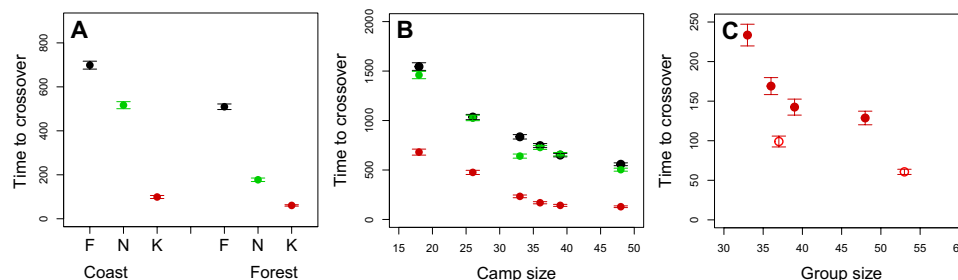 A
Time to crossover
0
200
400
600
800
F N K F N K
Coast Forest
B
Time to crossover
0
500
1000
1500
2000
15 20 25 30 35 40 45 50
Camp size
C
Time to crossover
0
50
100
150
200
250
30 35 40 45 50 55
Group size